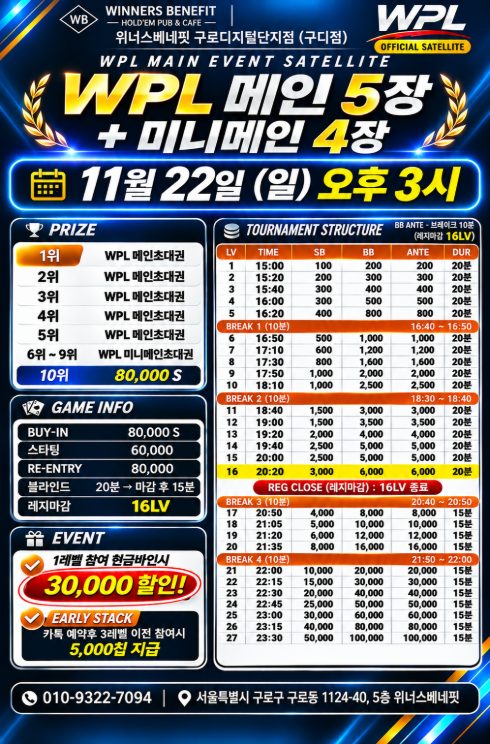 WB
WINNERS BENEFIT
HOLD'EM PUB & CAFE
위너스베네핏 구로디지털단지점 (구디점)
WPL
OFFICIAL SATELLITE
WPL MAIN EVENT SATELLITE
WPL 메인 5장
+ 미니메인 4장
11월 22일 (일) 오후 3시
PRIZE
1위 WPL 메인초대권
2위 WPL 메인초대권
3위 WPL 메인초대권
4위 WPL 메인초대권
5위 WPL 메인초대권
6위 ~ 9위 WPL 미니메인초대권
10위 80,000 S
GAME INFO
BUY-IN 80,000 S
스타팅 60,000
RE-ENTRY 80,000
블라인드 20분 → 마감 후 15분
레지마감 16LV
EVENT
1레벨 참여 현금바인시
30,000 할인!
EARLY STACK
카톡 예약후 3레벨 이전 참여시
5,000칩 지급
TOURNAMENT STRUCTURE
BB ANTE - 브레이크 10분
(레지마감 16LV)
LV TIME SB BB ANTE DUR
1 15:00 100 200 200 20분
2 15:20 200 300 300 20분
3 15:40 300 400 400 20분
4 16:00 300 500 500 20분
5 16:20 400 800 800 20분
BREAK 1 (10분) 16:40 ~ 16:50
6 16:50 500 1,000 1,000 20분
7 17:10 600 1,200 1,200 20분
8 17:30 800 1,600 1,600 20분
9 17:50 1,000 2,000 2,000 20분
10 18:10 1,000 2,500 2,500 20분
BREAK 2 (10분) 18:30 ~ 18:40
11 18:40 1,500 3,000 3,000 20분
12 19:00 1,500 3,500 3,500 20분
13 19:20 2,000 4,000 4,000 20분
14 19:40 2,500 5,000 5,000 20분
15 20:00 2,500 5,000 5,000 20분
16 20:20 3,000 6,000 6,000 20분
REG CLOSE (레지마감) : 16LV 종료
BREAK 3 (10분) 20:40 ~ 20:50
17 20:50 4,000 8,000 8,000 15분
18 21:05 5,000 10,000 10,000 15분
19 21:20 6,000 12,000 12,000 15분
20 21:35 8,000 16,000 16,000 15분
BREAK 4 (10분) 21:50 ~ 22:00
21 22:00 10,000 20,000 20,000 15분
22 22:15 15,000 30,000 30,000 15분
23 22:30 20,000 40,000 40,000 15분
24 22:45 25,000 50,000 50,000 15분
25 23:00 30,000 60,000 60,000 15분
26 23:15 40,000 80,000 80,000 15분
27 23:30 50,000 100,000 100,000 15분
010-9322-7094 | 서울특별시 구로구 구로동 1124-40, 5층 위너스베네핏